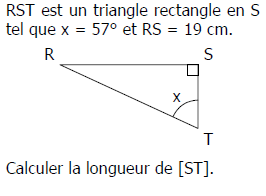 RST est un triangle rectangle en S
tel que x = 57° et RS = 19 cm.
R
S
x
T
Calculer la longueur de [ST].